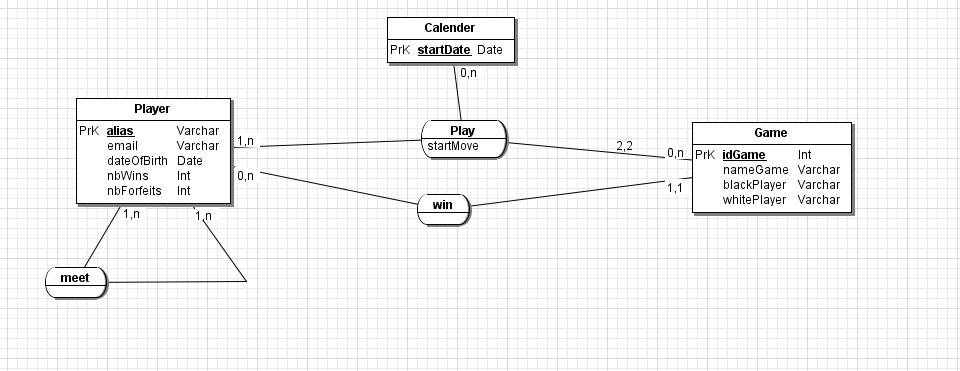 Calender
PrK startDate Date
0,n
Player
PrK alias Varchar
email Varchar
dateOfBirth Date
nbWins Int
nbForfeits Int
1,n
0,n
Play
startMove
2,2
0,n
1,1
Game
PrK idGame Int
nameGame Varchar
blackPlayer Varchar
whitePlayer Varchar
win
1,n
1,n
meet